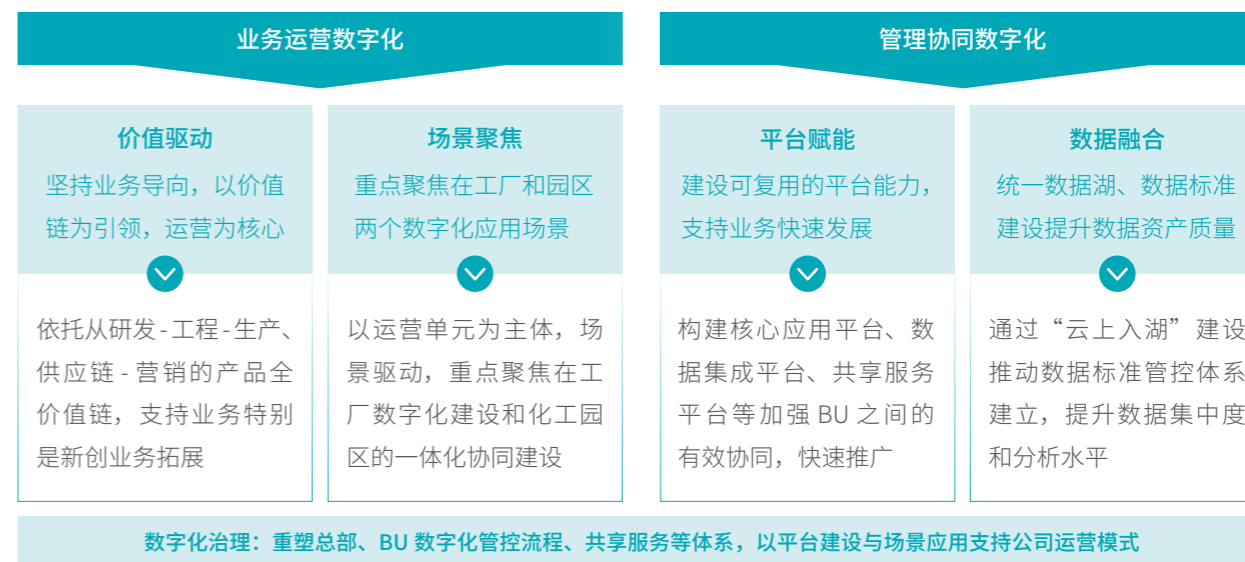 业务运营数字化
管理协同数字化
价值驱动
坚持业务导向，以价值
链为引领，运营为核心
依托从研发-工程-生产、
供应链-营销的产品全
价值链，支持业务特别
是新创业务拓展
场景聚焦
重点聚焦在工厂和园区
两个数字化应用场景
以运营单元为主体，场
景驱动，重点聚焦在工
厂数字化建设和化工园
区的一体化协同建设
平台赋能
建设可复用的平台能力，
支持业务快速发展
构建核心应用平台、数
据集成平台、共享服务
平台等加强 BU 之间的
有效协同，快速推广
数据融合
统一数据湖、数据标准
建设提升数据资产质量
通过“云上入湖”建设
推动数据标准管控体系
建立，提升数据集中度
和分析水平
数字化治理：重塑总部、BU 数字化管控流程、共享服务等体系，以平台建设与场景应用支持公司运营模式